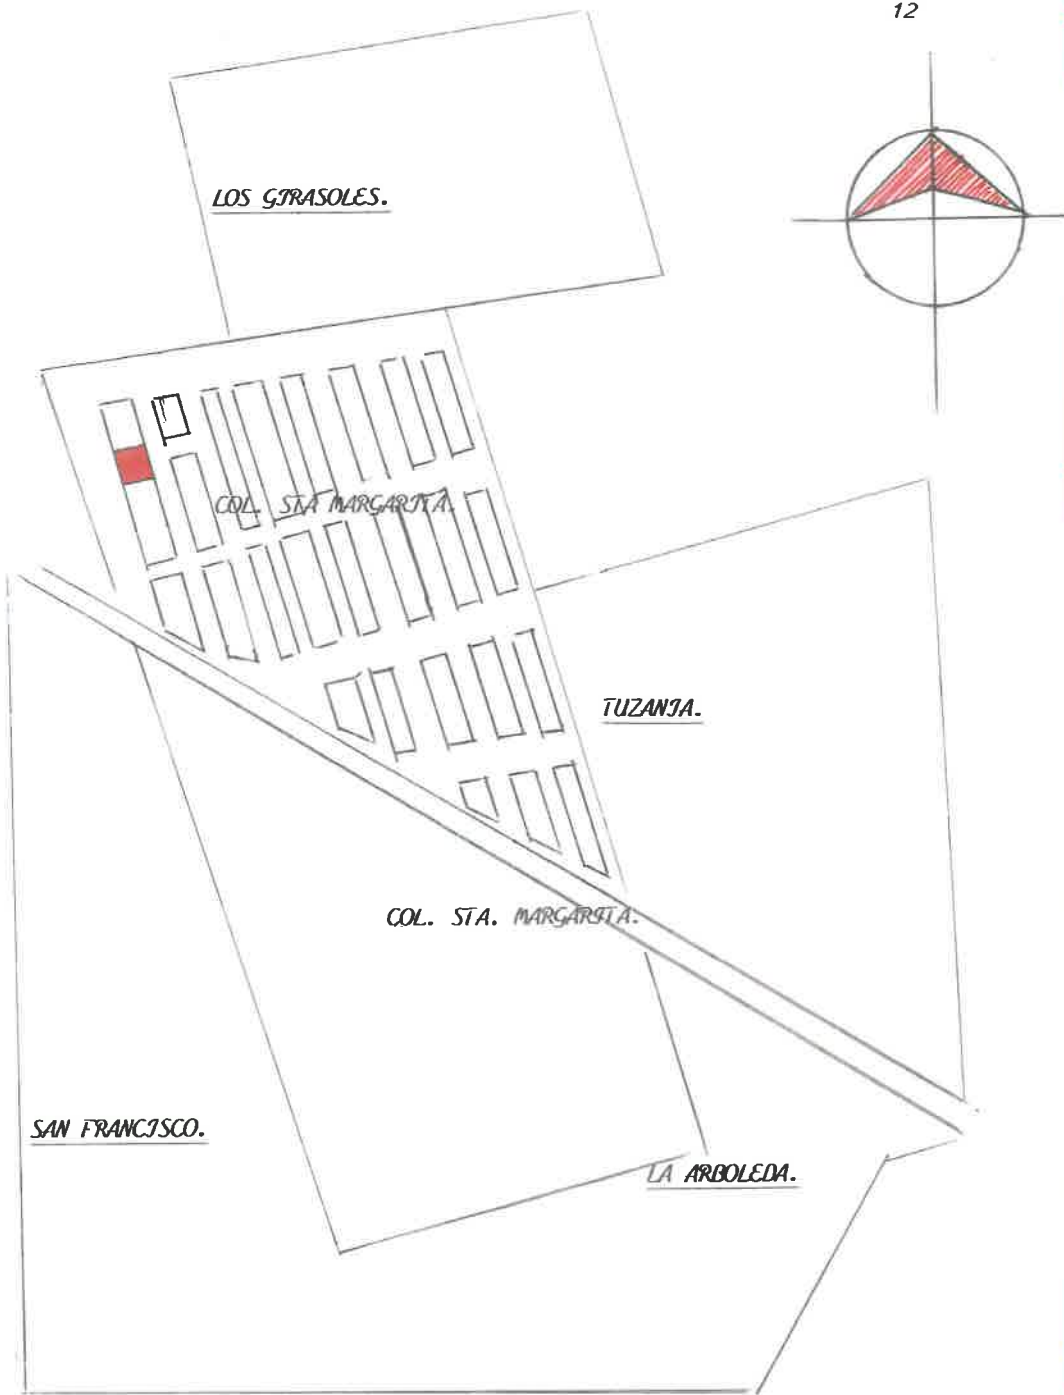 12
LOS GIRASOLES.
COL. STA MARGARITA.
TUZANIA.
COL. STA. MARGARITA.
SAN FRANCISCO.
LA ARBOLEDA.